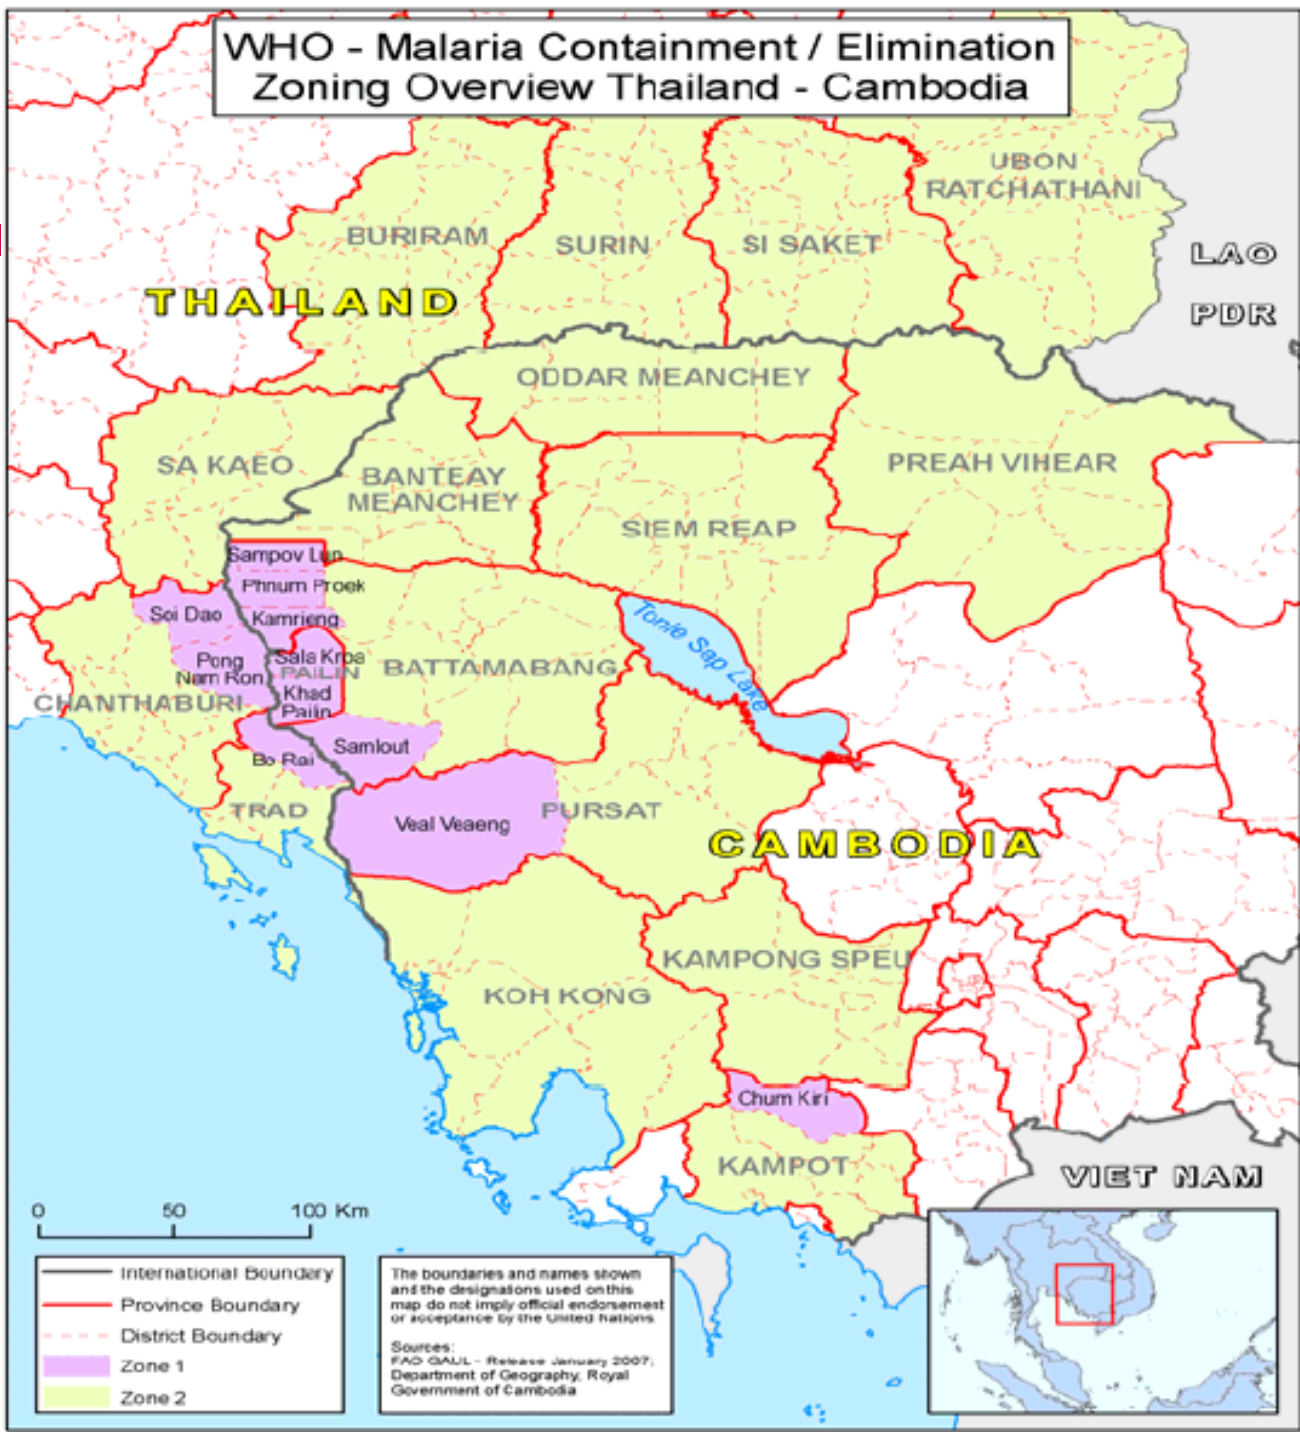 WHO - Malaria Containment / Elimination
Zoning Overview Thailand - Cambodia
UBON
RATCHATHANI
BURIRAM
SURIN
SI SAKET
LAO
PDR
THAILAND
ODDAR MEANCHEY
SA KAEO
BANTEAY
MEANCHEY
PREAH VIHEAR
SIEM REAP
Sampov Lun
Phnum Proek
Soi Dao
Kamrieng
Tonle Sap Lake
Pong
Nam Ron
Sala Kroa
PAILIN
BATTAMABANG
Khad
Pailin
CHANTHABURI
Samlout
Bo Rai
TRAD
Veal Veaeng
PURSAT
CAMBODIA
KAMPONG SPEU
KOH KONG
Chum Kiri
KAMPOT
VIET NAM
0 50 100 Km
International Boundary
Province Boundary
District Boundary
Zone 1
Zone 2
The boundaries and names shown
and the designations used on this
map do not imply official endorsement
or acceptance by the United Nations.
Sources:
FAO GAUL - Release January 2007;
Department of Geography, Royal
Government of Cambodia